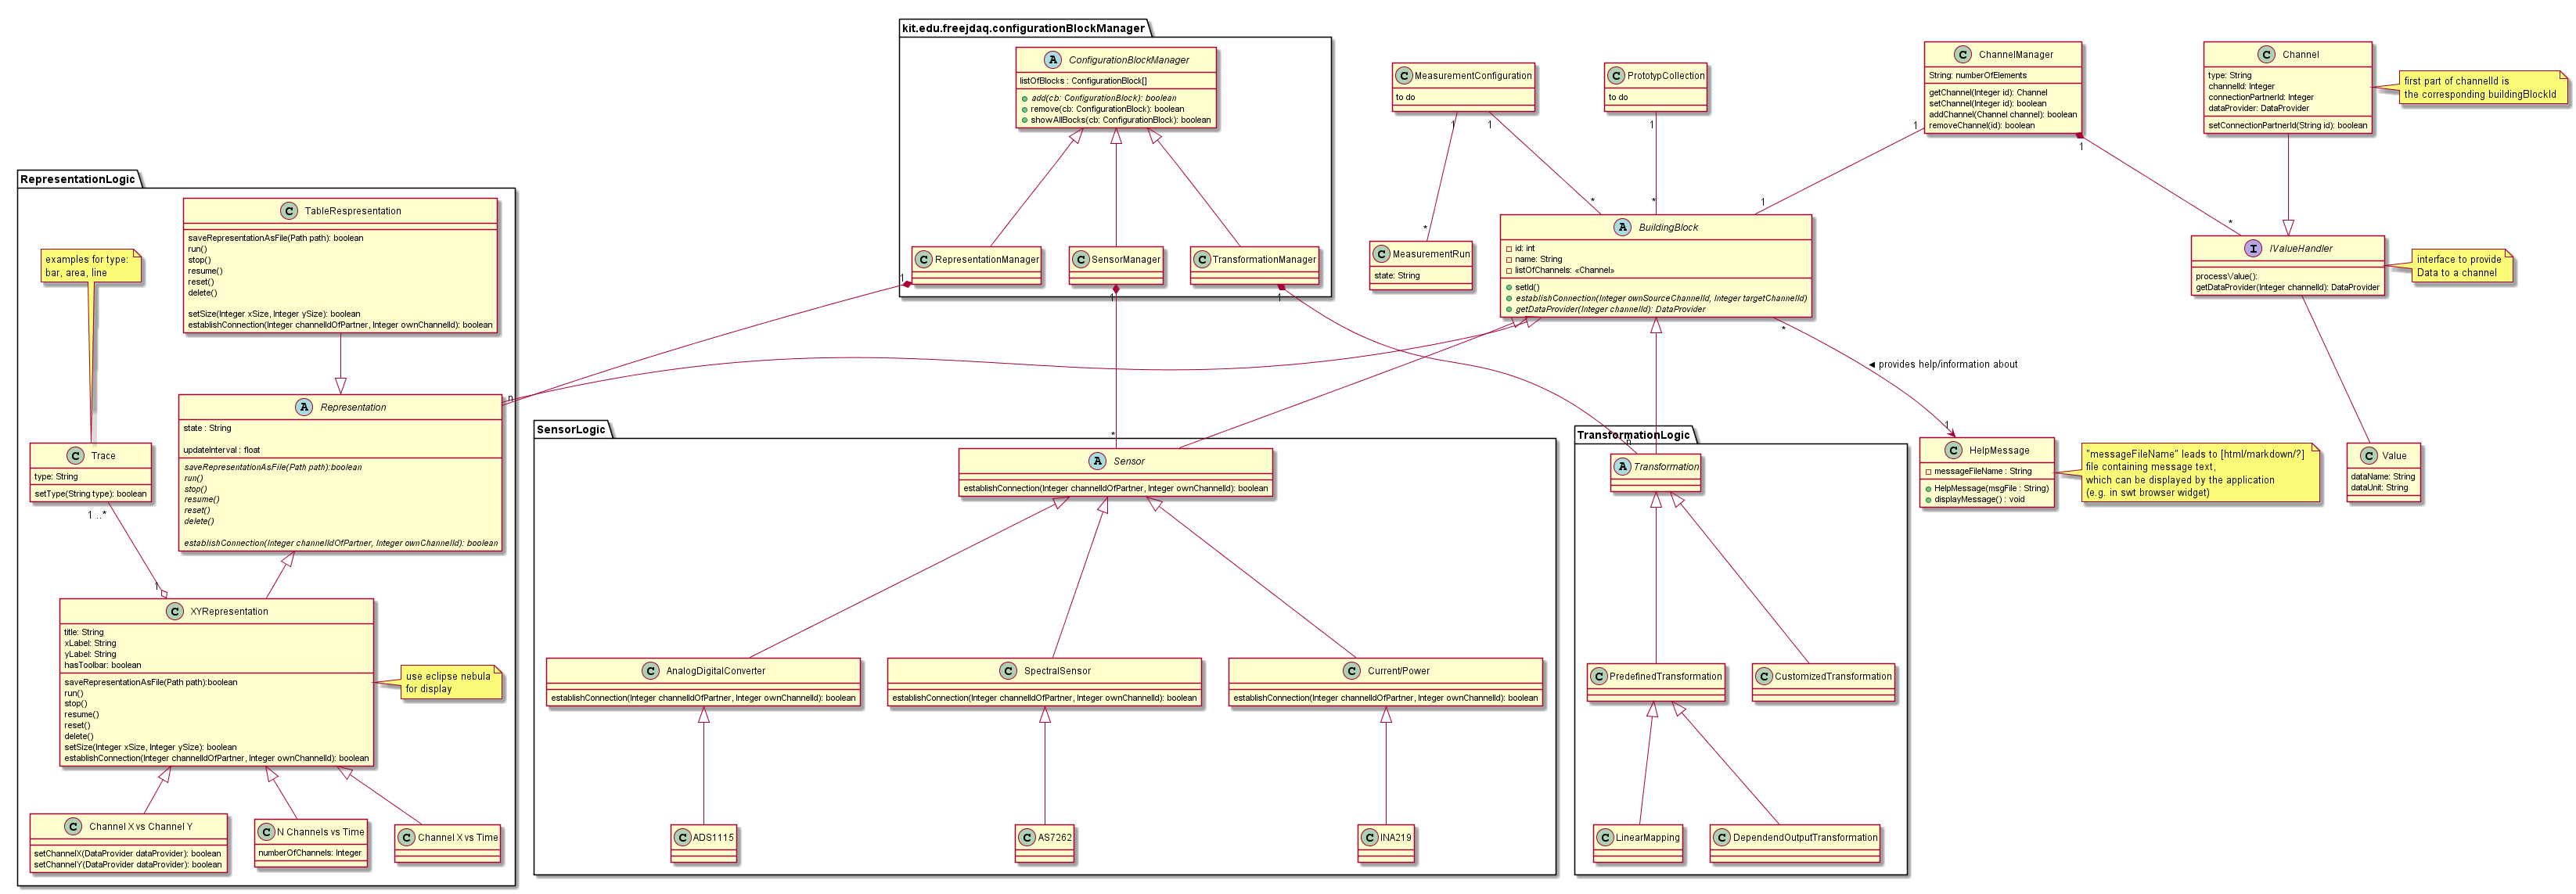 kit.edu.freejdaq.configurationBlockManager
A ConfigurationBlockManager
listOfBlocks : ConfigurationBlock[]
add(cb: ConfigurationBlock): boolean
remove(cb: ConfigurationBlock): boolean
showAllBocks(cb: ConfigurationBlock): boolean
C RepresentationManager
C SensorManager
C TransformationManager
1
1
1
C MeasurementConfiguration
to do
1
1
C PrototypCollection
to do
1
*
*
*
C MeasurementRun
state: String
C ChannelManager
String: numberOfElements
getChannel(Integer id): Channel
setChannel(Integer id): boolean
addChannel(Channel channel): boolean
removeChannel(id): boolean
1
1
1
*
C Channel
type: String
channelId: Integer
connectionPartnerId: Integer
dataProvider: DataProvider
setConnectionPartnerId(String id): boolean
first part of channelId is
the corresponding buildingBlockId
A BuildingBlock
id: int
name: String
listOfChannels: «Channel»
setId()
establishConnection(Integer ownSourceChannelId, Integer targetChannelId)
getDataProvider(Integer channelId): DataProvider
*
◄ provides help/information about
1
I IValueHandler
processValue():
getDataProvider(Integer channelId): DataProvider
interface to provide
Data to a channel
C HelpMessage
messageFileName : String
HelpMessage(msgFile : String)
displayMessage() : void
"messageFileName" leads to [html/markdown/?]
file containing message text,
which can be displayed by the application
(e.g. in swt browser widget)
C Value
dataName: String
dataUnit: String
RepresentationLogic
C TableRespresentation
saveRepresentationAsFile(Path path): boolean
run()
stop()
resume()
reset()
delete()
setSize(Integer xSize, Integer ySize): boolean
establishConnection(Integer channelIdOfPartner, Integer ownChannelId): boolean
examples for type:
bar, area, line
A Representation
state : String
updateInterval : float
saveRepresentationAsFile(Path path):boolean
run()
stop()
resume()
reset()
delete()
establishConnection(Integer channelIdOfPartner, Integer ownChannelId): boolean
n
C Trace
type: String
setType(String type): boolean
1 ..*
1
C XYRepresentation
title: String
xLabel: String
yLabel: String
hasToolbar: boolean
saveRepresentationAsFile(Path path):boolean
run()
stop()
resume()
reset()
delete()
setSize(Integer xSize, Integer ySize): boolean
establishConnection(Integer channelIdOfPartner, Integer ownChannelId): boolean
use eclipse nebula
for display
C Channel X vs Channel Y
setChannelX(DataProvider dataProvider): boolean
setChannelY(DataProvider dataProvider): boolean
C N Channels vs Time
numberOfChannels: Integer
C Channel X vs Time
SensorLogic
*
A Sensor
establishConnection(Integer channelIdOfPartner, Integer ownChannelId): boolean
C AnalogDigitalConverter
establishConnection(Integer channelIdOfPartner, Integer ownChannelId): boolean
C SpectralSensor
establishConnection(Integer channelIdOfPartner, Integer ownChannelId): boolean
C Current/Power
establishConnection(Integer channelIdOfPartner, Integer ownChannelId): boolean
C ADS1115
C AS7262
C INA219
TransformationLogic
n
A Transformation
C PredefinedTransformation
C CustomizedTransformation
C LinearMapping
C DependendOutputTransformation